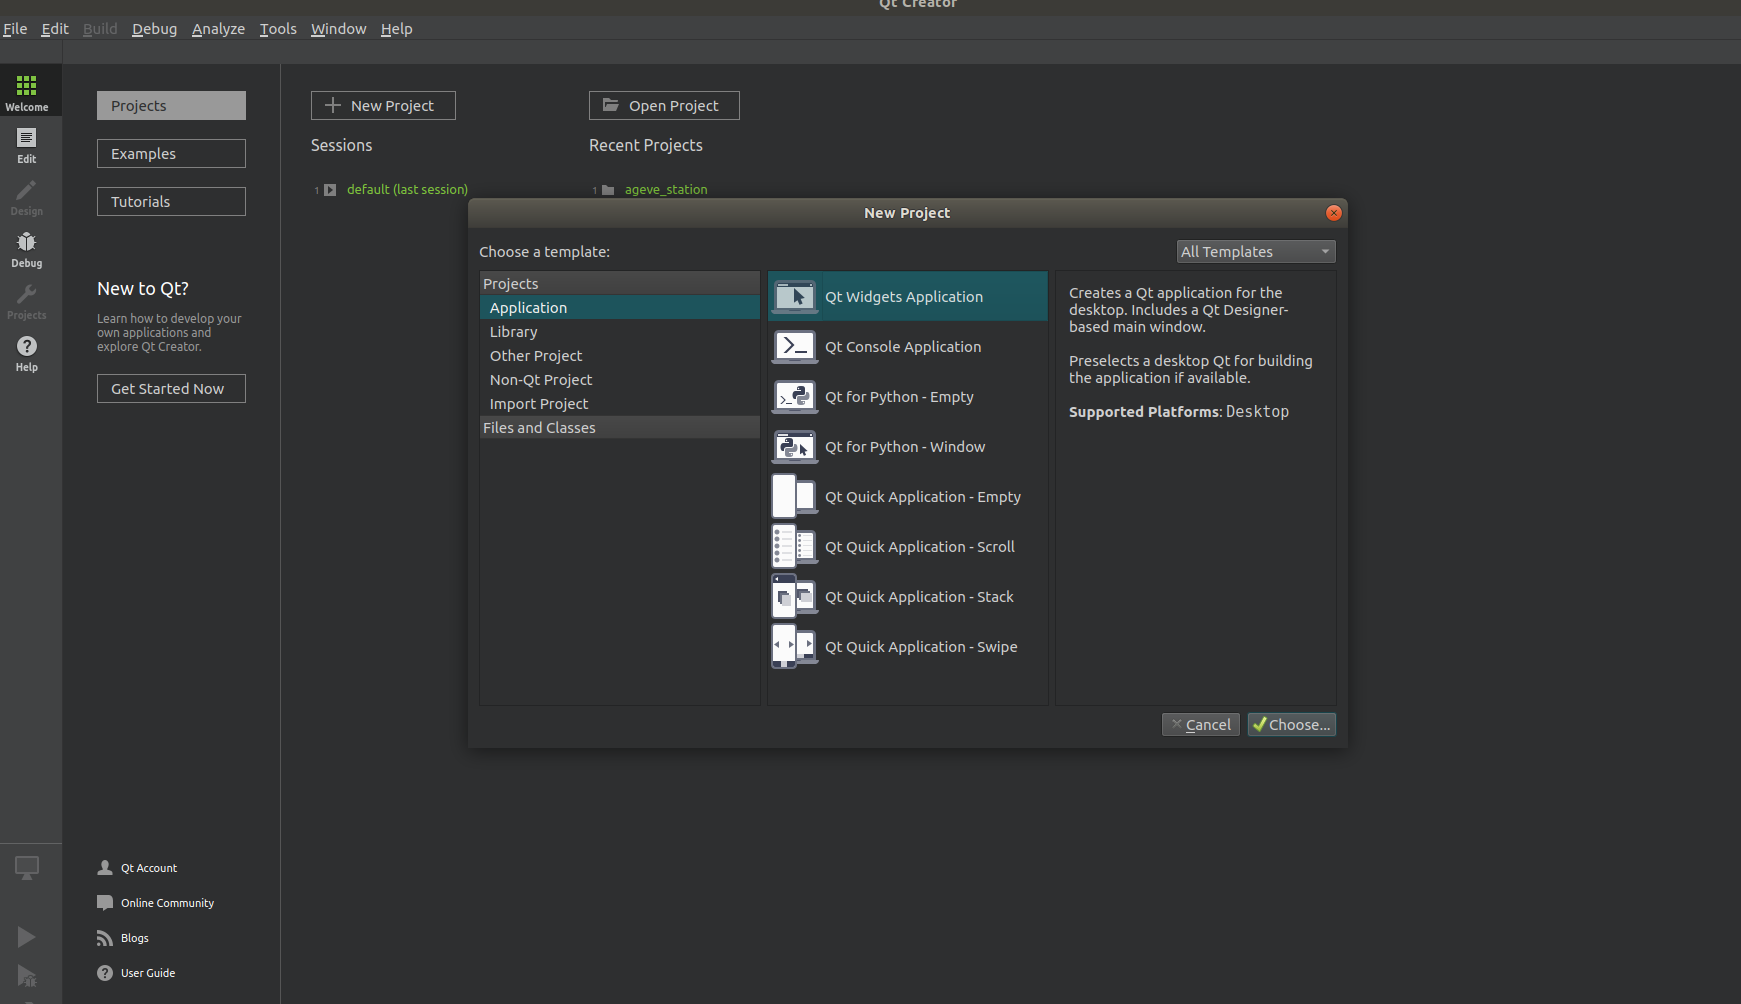 Qt Creator
File Edit Build Debug Analyze Tools Window Help
Welcome
Edit
Design
Debug
Projects
Help
Projects
Examples
Tutorials
New to Qt?
Learn how to develop your
own applications and
explore Qt Creator.
Get Started Now
Qt Account
Online Community
Blogs
User Guide
New Project
Open Project
Sessions
Recent Projects
1 default (last session)
1 ageve_station
New Project
Choose a template:
All Templates
Projects
Application
Library
Other Project
Non-Qt Project
Import Project
Files and Classes
Qt Widgets Application
Qt Console Application
Qt for Python - Empty
Qt for Python - Window
Qt Quick Application - Empty
Qt Quick Application - Scroll
Qt Quick Application - Stack
Qt Quick Application - Swipe
Creates a Qt application for the
desktop. Includes a Qt Designer-
based main window.
Preselects a desktop Qt for building
the application if available.
Supported Platforms: Desktop
Cancel
Choose...